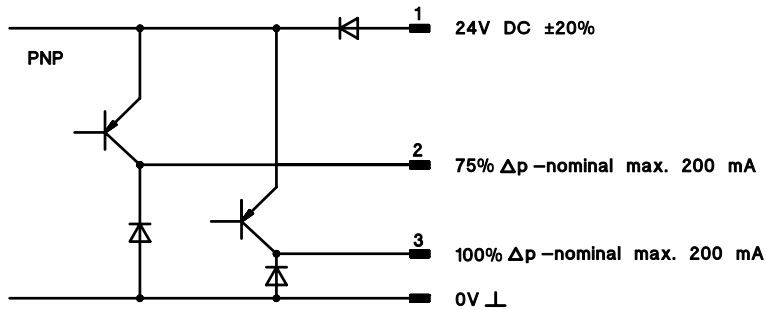 1
24V DC ±20%
PNP
2
75% Δp–nominal max. 200 mA
3
100% Δp–nominal max. 200 mA
0V